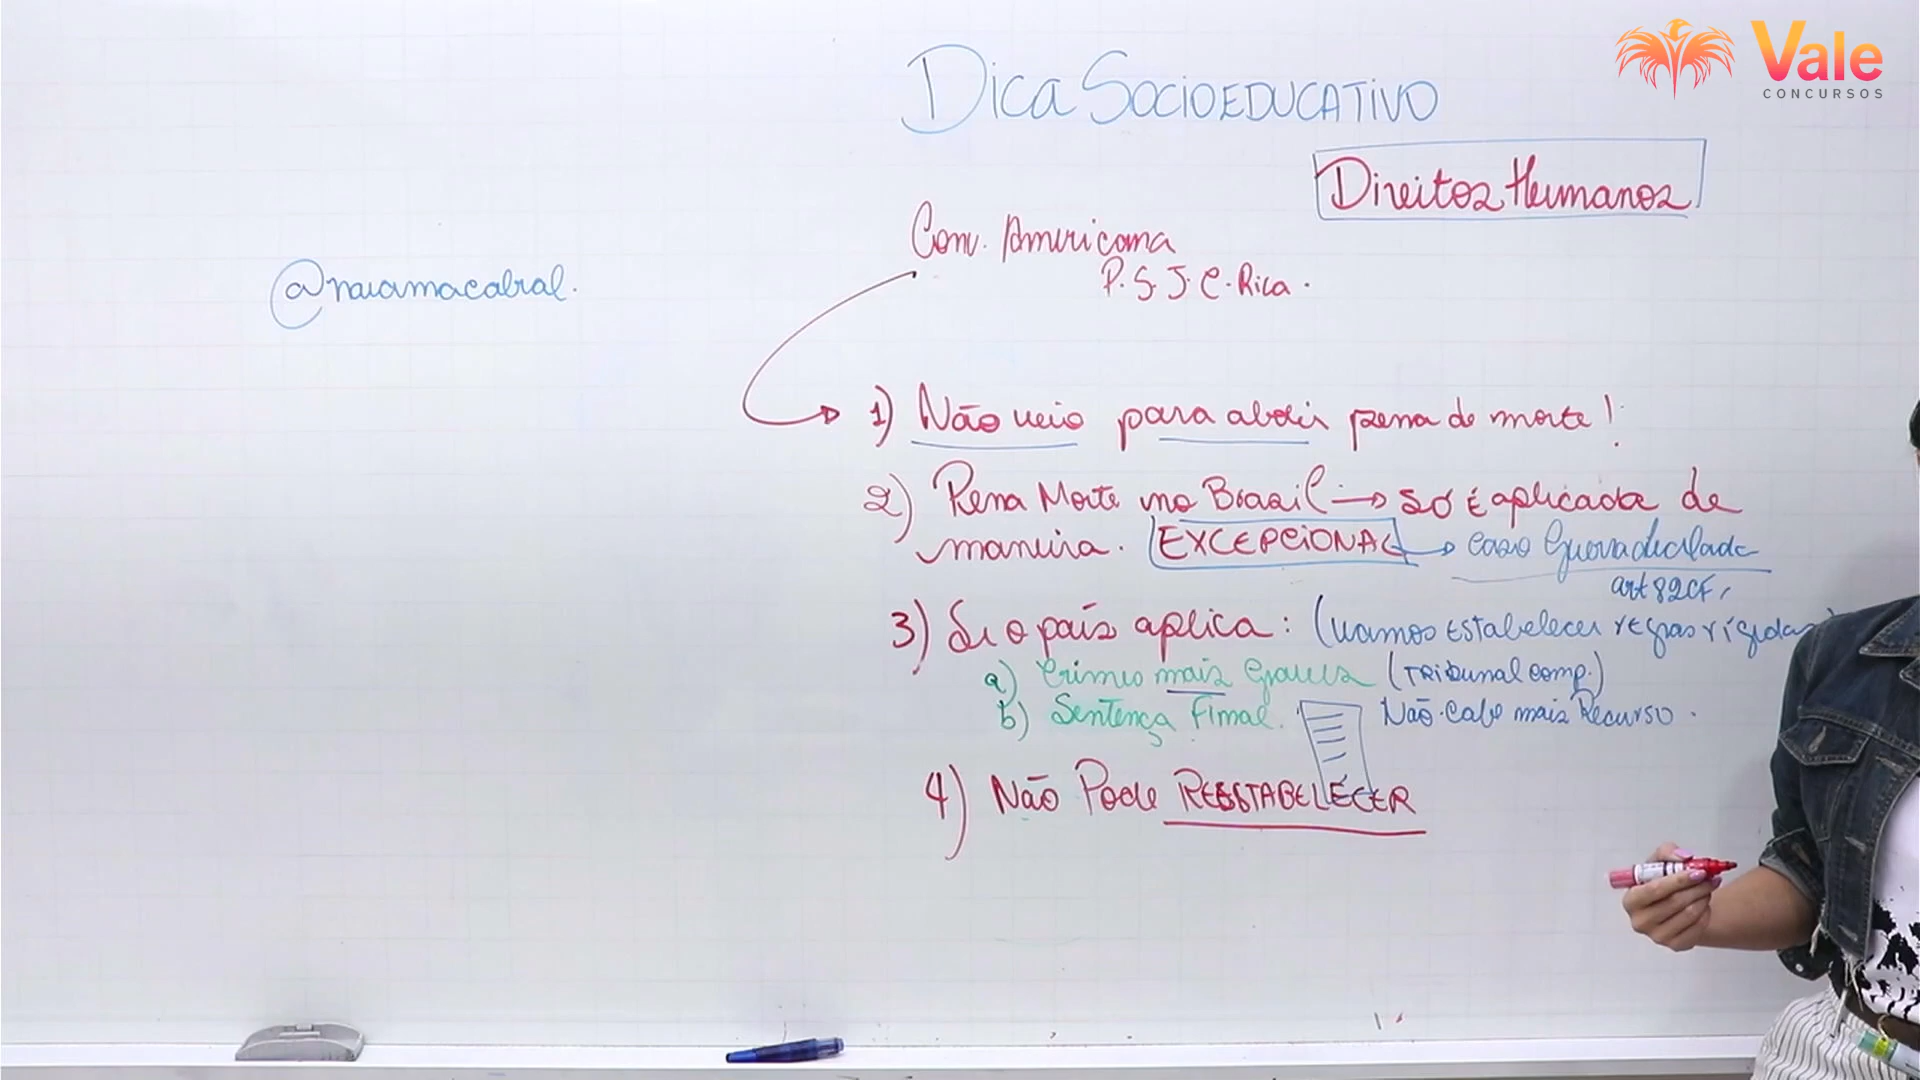 Vale
CONCURSOS
Dica SOCIOEDUCATIVO
Direitos Humanos
Conv. Americana
P. S. J. C. Rica.
@naiamacabral.
1) Não veio para abolir pena de morte!
2) Pena Morte no Brasil → só é aplicada de
maneira. EXCEPCIONAL → caso Guerra declarada
art 82 CF,
3) Se o país aplica: (vamos Estabelecer regras rígidas)
a) Crimes mais Graves (TRibunal comp.)
b) Sentença Final. Não Cabe mais Recurso.
4) Não Pode REESTABELECER